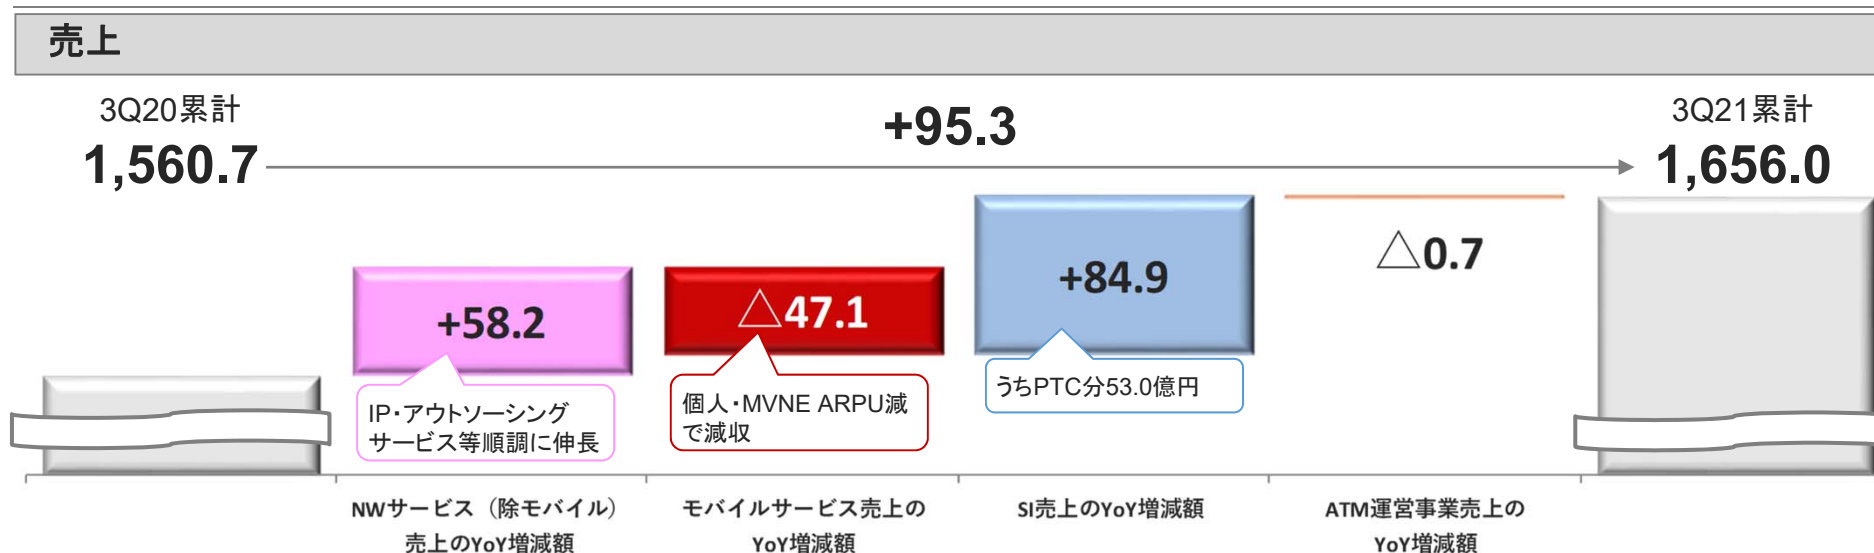 売上
3Q20累計
1,560.7
+95.3
3Q21累計
1,656.0
+58.2
△47.1
+84.9
△0.7
IP・アウトソーシング
サービス等順調に伸長
個人・MVNE ARPU減
で減収
うちPTC分53.0億円
NWサービス（除モバイル）
売上のYoY増減額
モバイルサービス売上の
YoY増減額
SI売上のYoY増減額
ATM運営事業売上の
YoY増減額